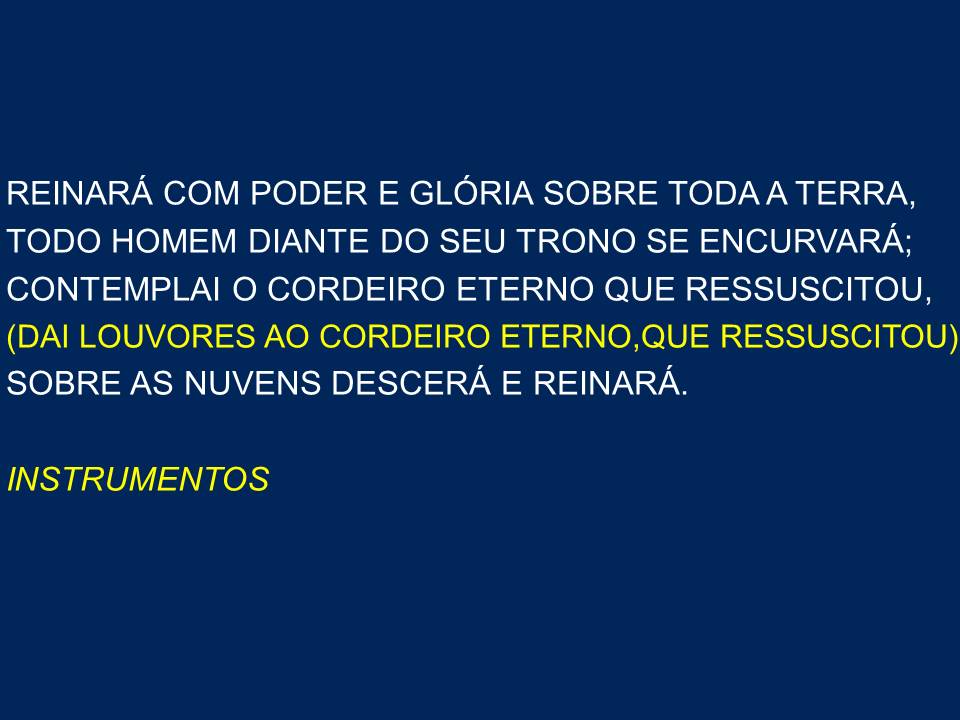 REINARÁ COM PODER E GLÓRIA SOBRE TODA A TERRA,
TODO HOMEM DIANTE DO SEU TRONO SE ENCURVARÁ;
CONTEMPLAI O CORDEIRO ETERNO QUE RESSUSCITOU,
(DAI LOUVORES AO CORDEIRO ETERNO,QUE RESSUSCITOU)
SOBRE AS NUVENS DESCERÁ E REINARÁ.
INSTRUMENTOS